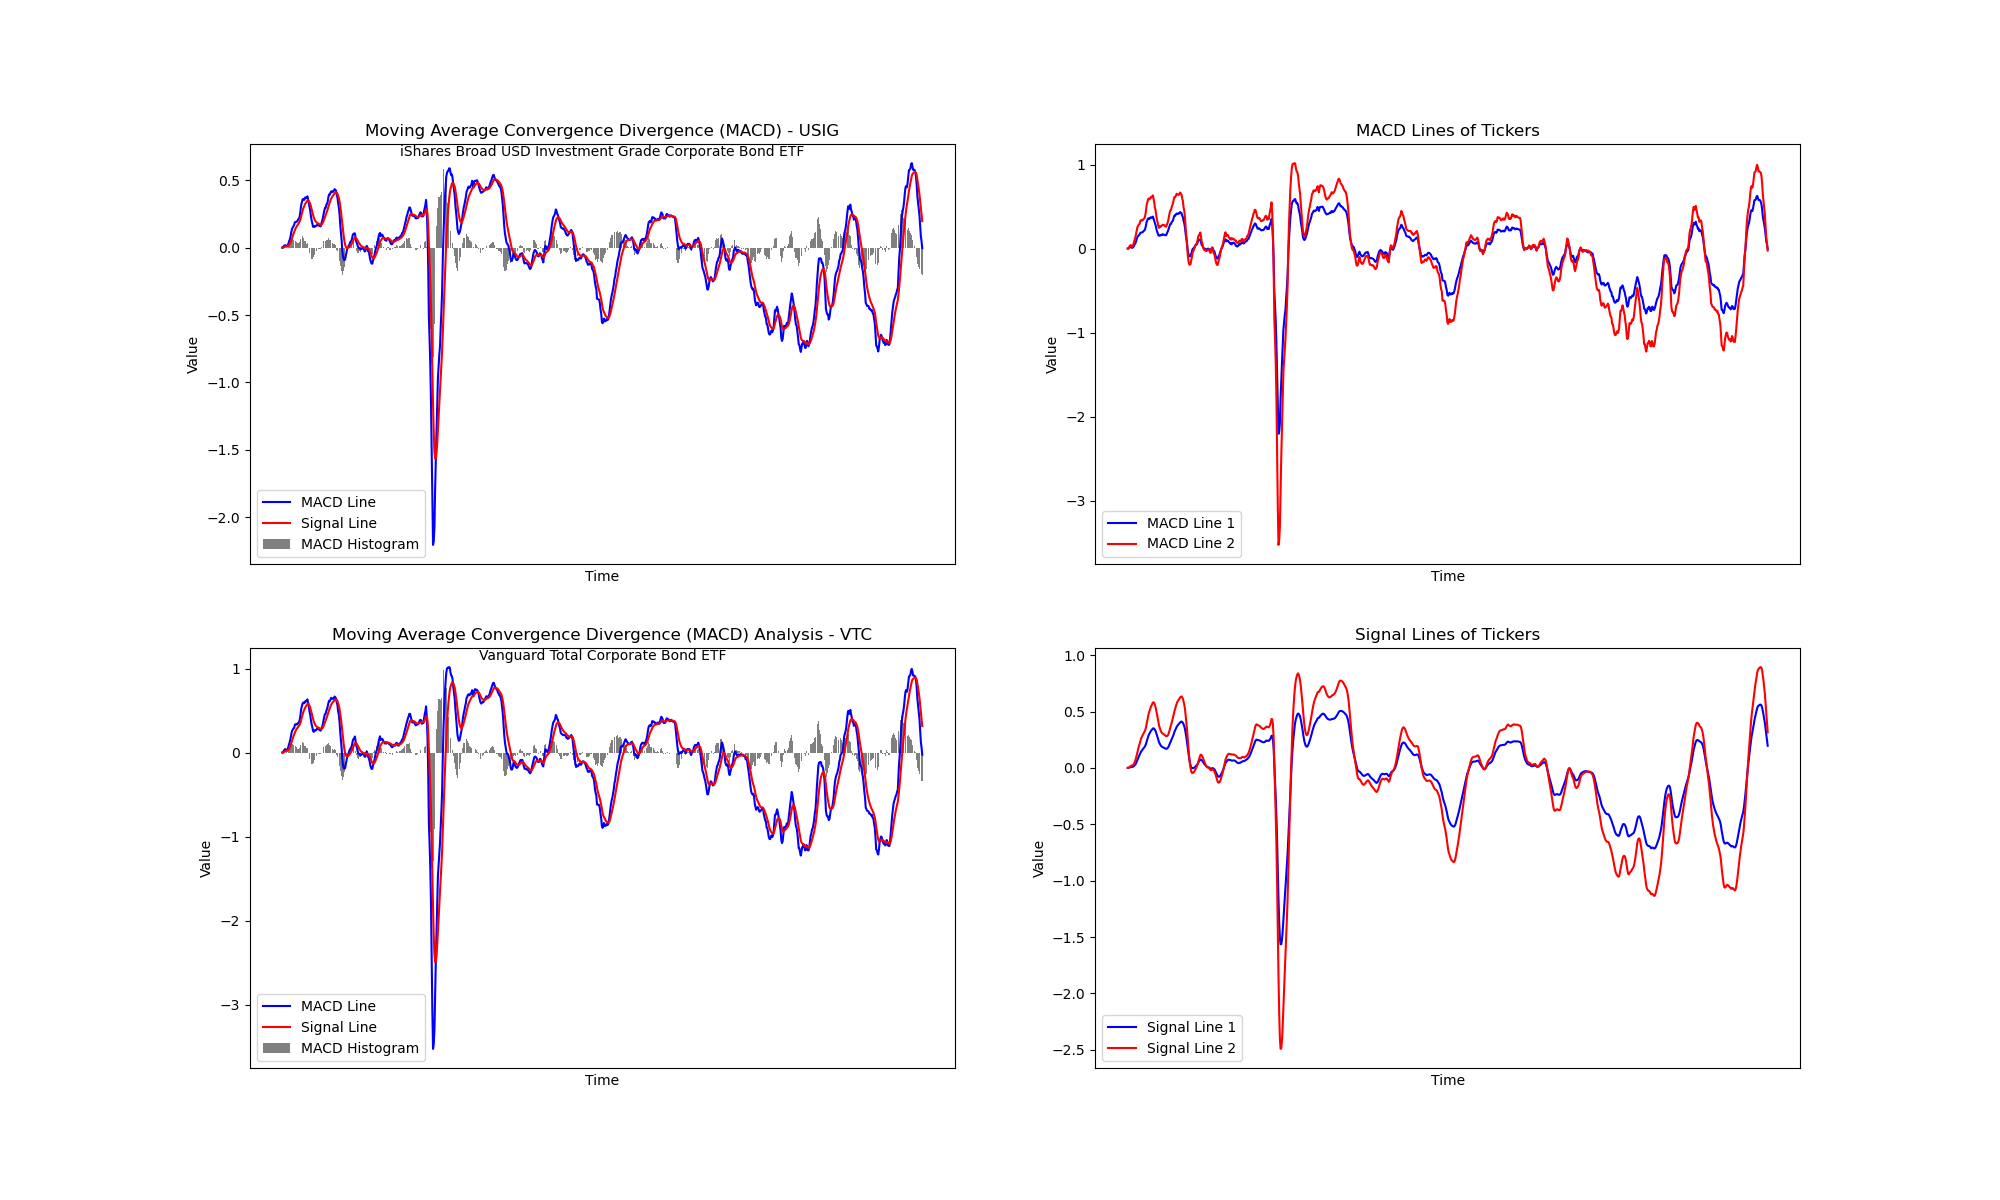 Moving Average Convergence Divergence (MACD) - USIG
iShares Broad USD Investment Grade Corporate Bond ETF
0.5
0.0
−0.5
−1.0
−1.5
−2.0
Value
MACD Line
Signal Line
MACD Histogram
Time
MACD Lines of Tickers
1
0
−1
−2
−3
Value
MACD Line 1
MACD Line 2
Time
Moving Average Convergence Divergence (MACD) Analysis - VTC
Vanguard Total Corporate Bond ETF
1
0
−1
−2
−3
Value
MACD Line
Signal Line
MACD Histogram
Time
Signal Lines of Tickers
1.0
0.5
0.0
−0.5
−1.0
−1.5
−2.0
−2.5
Value
Signal Line 1
Signal Line 2
Time